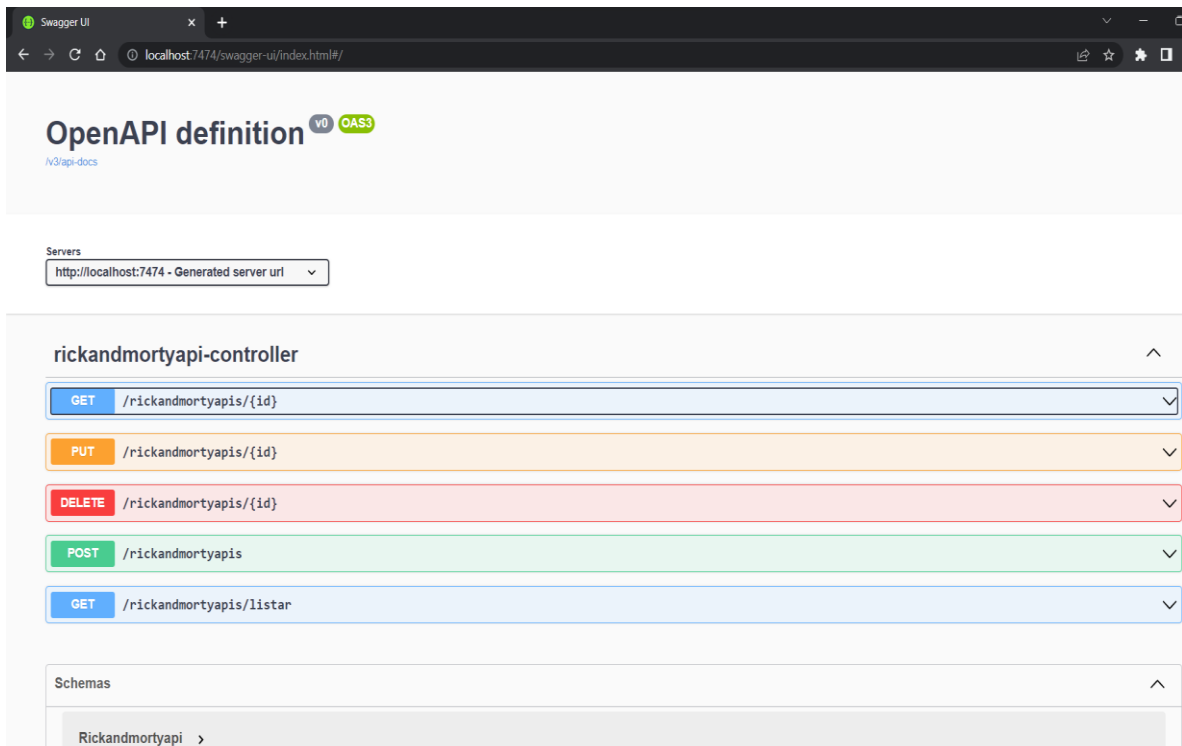 Swagger UI
localhost:7474/swagger-ui/index.html#/
OpenAPI definition v0 OAS3
/v3/api-docs
Servers
http://localhost:7474 - Generated server url
rickandmortyapi-controller
GET /rickandmortyapis/{id}
PUT /rickandmortyapis/{id}
DELETE /rickandmortyapis/{id}
POST /rickandmortyapis
GET /rickandmortyapis/listar
Schemas
Rickandmortyapi